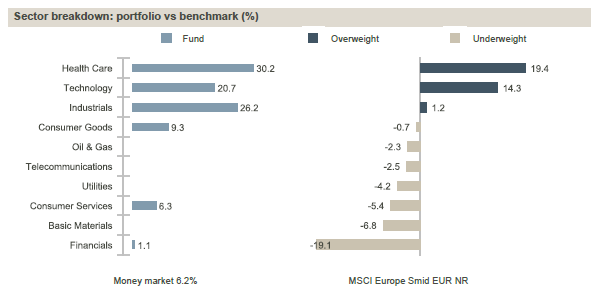 Sector breakdown: portfolio vs benchmark (%)
Fund Overweight Underweight
Health Care 30.2 19.4
Technology 20.7 14.3
Industrials 26.2 1.2
Consumer Goods 9.3 -0.7
Oil & Gas -2.3
Telecommunications -2.5
Utilities -4.2
Consumer Services 6.3 -5.4
Basic Materials -6.8
Financials 1.1 -19.1
Money market 6.2% MSCI Europe Smid EUR NR